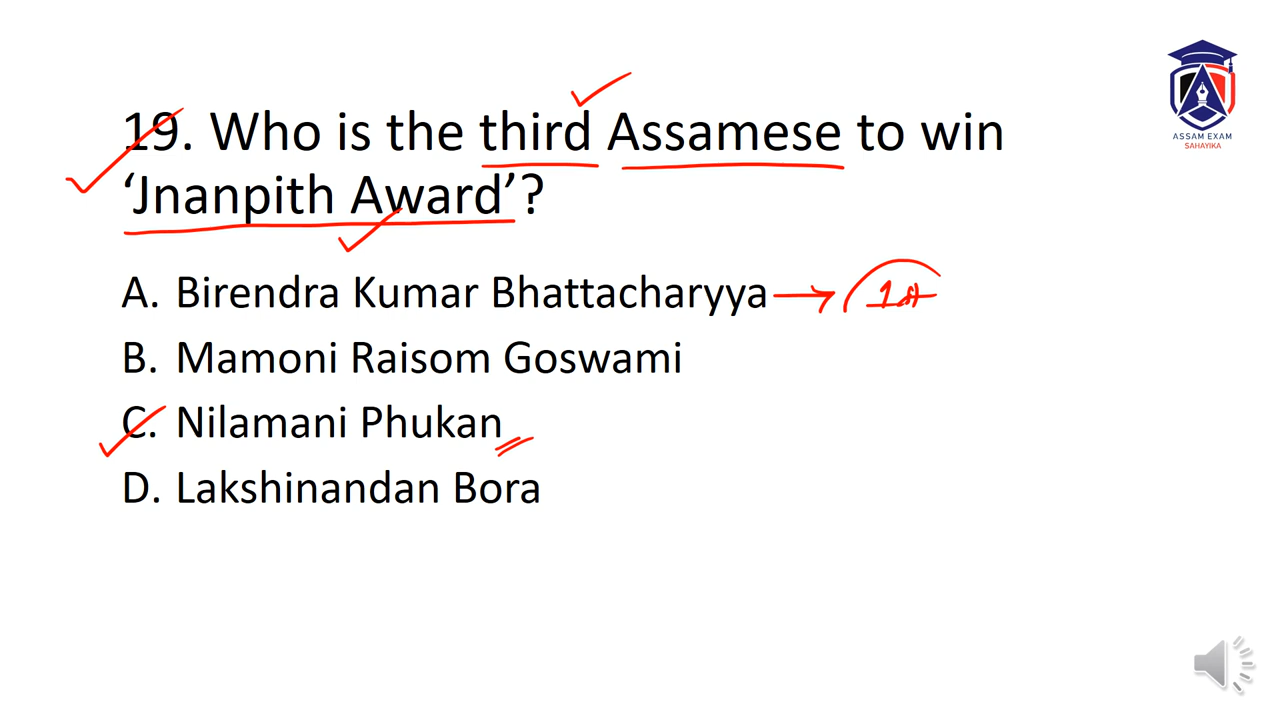 19. Who is the third Assamese to win
‘Jnanpith Award’?
A. Birendra Kumar Bhattacharyya → 1st
B. Mamoni Raisom Goswami
C. Nilamani Phukan
D. Lakshinandan Bora
ASSAM EXAM
SAHAYIKA